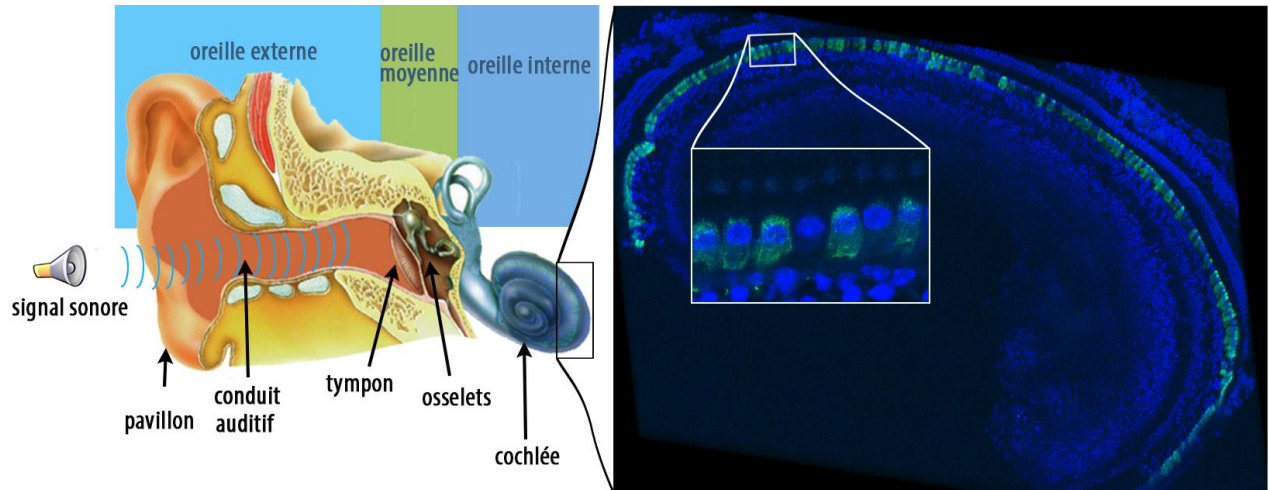 oreille externe
oreille
moyenne
oreille interne
signal sonore
pavillon
conduit
auditif
tympon
osselets
cochlée